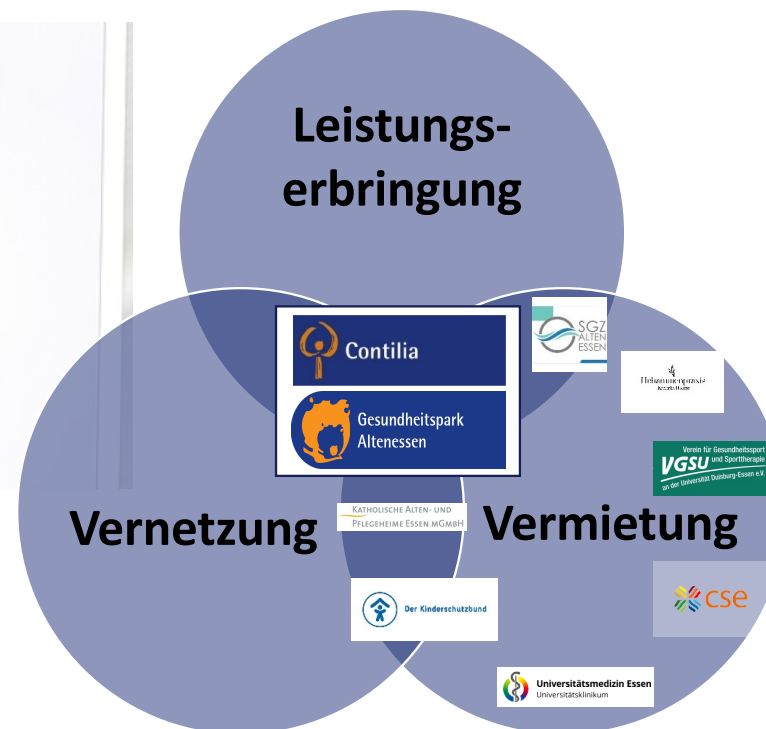 Leistungs-
erbringung
Contilia
Gesundheitspark
Altenessen
SGZ
ALTEN
ESSEN
Hebammenpraxis
Verein für Gesundheitssport
VGSU und Sporttherapie
an der Universität Duisburg-Essen e.V.
Vernetzung
KATHOLISCHE ALTEN- UND
PFLEGEHEIME ESSEN MGMBH
Vermietung
cse
Der Kinderschutzbund
Universitätsmedizin Essen
Universitätsklinikum